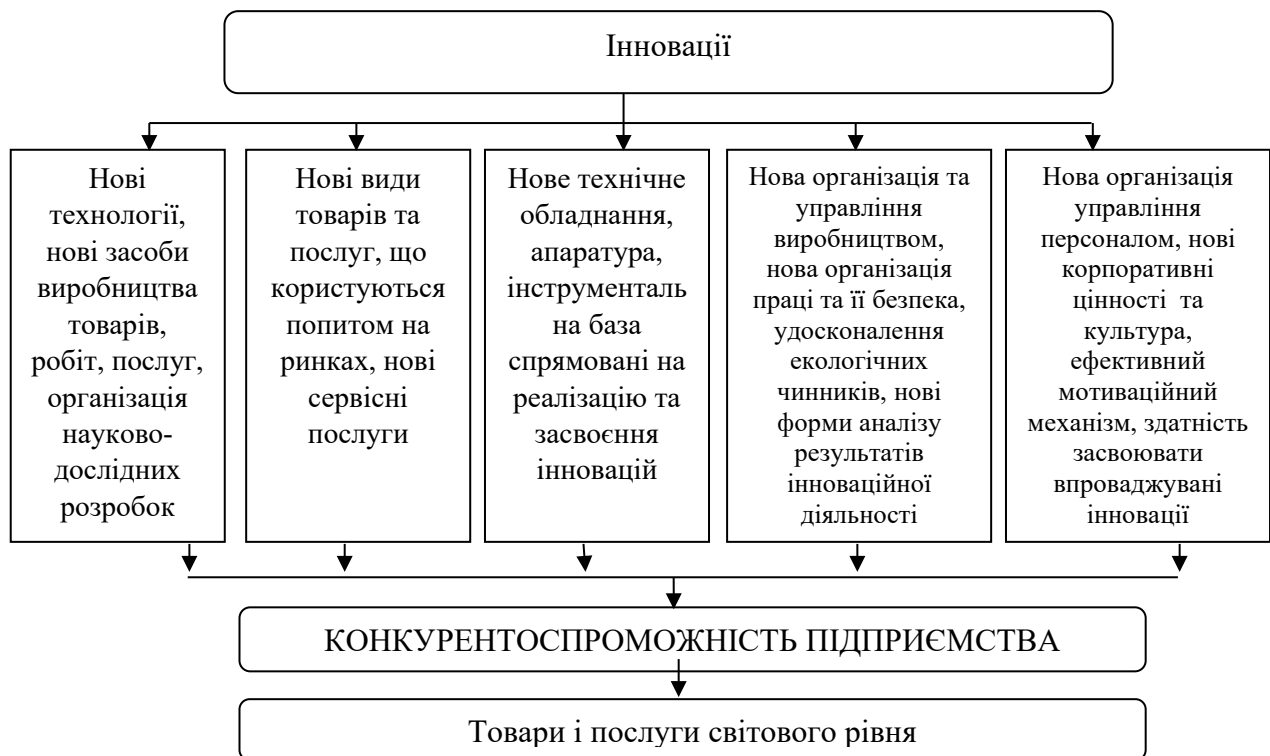 Інновації
Нові
технології,
нові засоби
виробництва
товарів,
робіт, послуг,
організація
науково-
дослідних
розробок
Нові види
товарів та
послуг, що
користуються
попитом на
ринках, нові
сервісні
послуги
Нове технічне
обладнання,
апаратура,
інструменталь
на база
спрямовані на
реалізацію та
засвоєння
інновацій
Нова організація та
управління
виробництвом,
нова організація
праці та її безпека,
удосконалення
екологічних
чинників, нові
форми аналізу
результатів
інноваційної
діяльності
Нова організація
управління
персоналом, нові
корпоративні
цінності та
культура,
ефективний
мотиваційний
механізм, здатність
засвоювати
впроваджувані
інновації
КОНКУРЕНТОСПРОМОЖНІСТЬ ПІДПРИЄМСТВА
Товари і послуги світового рівня